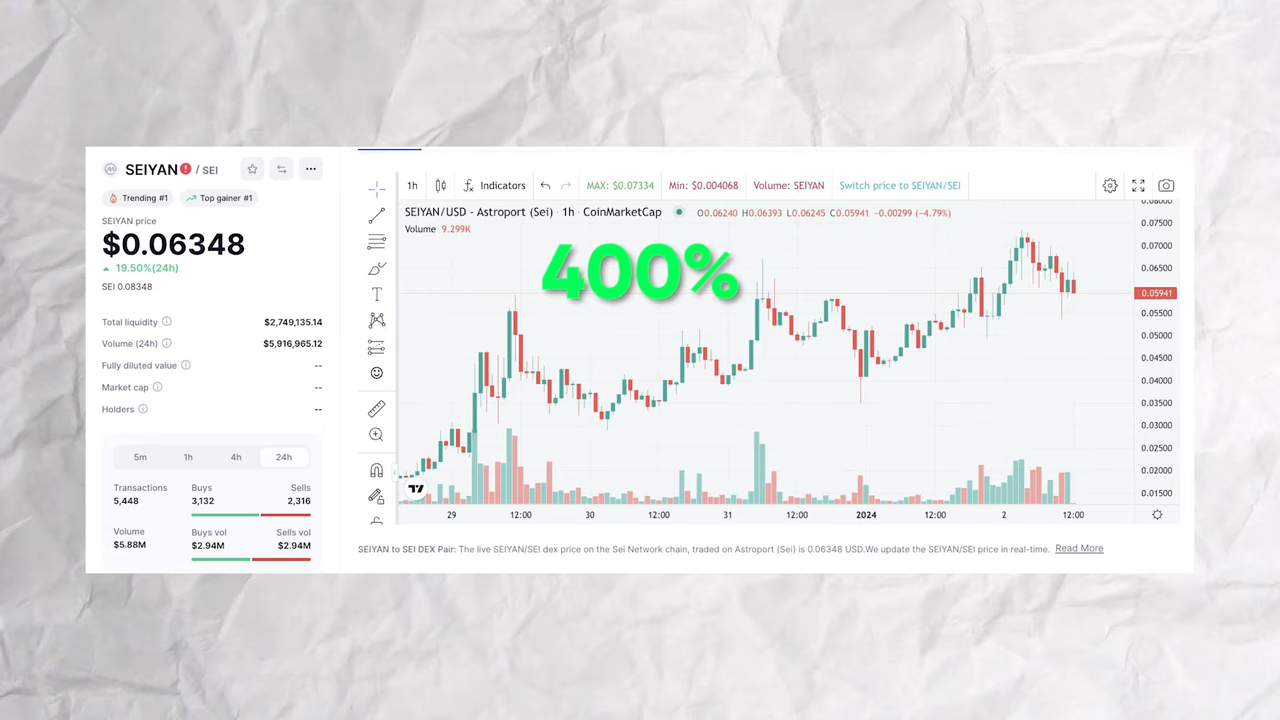 SEIYAN / SEI
Trending #1 Top gainer #1
SEIYAN price
$0.06348
19.50%(24h)
SEI 0.08348
Total liquidity $2,749,135.14
Volume (24h) $5,916,965.12
Fully diluted value --
Market cap --
Holders --
5m 1h 4h 24h
Transactions Buys Sells
5,448 3,132 2,316
Volume Buys vol Sells vol
$5.88M $2.94M $2.94M
1h Indicators MAX: $0.07334 Min: $0.004068 Volume: SEIYAN Switch price to SEIYAN/SEI
SEIYAN/USD - Astroport (Sei) 1h CoinMarketCap O0.06240 H0.06393 L0.06245 C0.05941 −0.00299 (−4.79%)
Volume 9.299K
400%
0.08000
0.07500
0.07000
0.06500
0.05941
0.05500
0.05000
0.04500
0.04000
0.03500
0.03000
0.02500
0.02000
0.01500
29 12:00 30 12:00 31 12:00 2024 12:00 2 12:00
SEIYAN to SEI DEX Pair: The live SEIYAN/SEI dex price on the Sei Network chain, traded on Astroport (Sei) is 0.06348 USD.We update the SEIYAN/SEI price in real-time. Read More